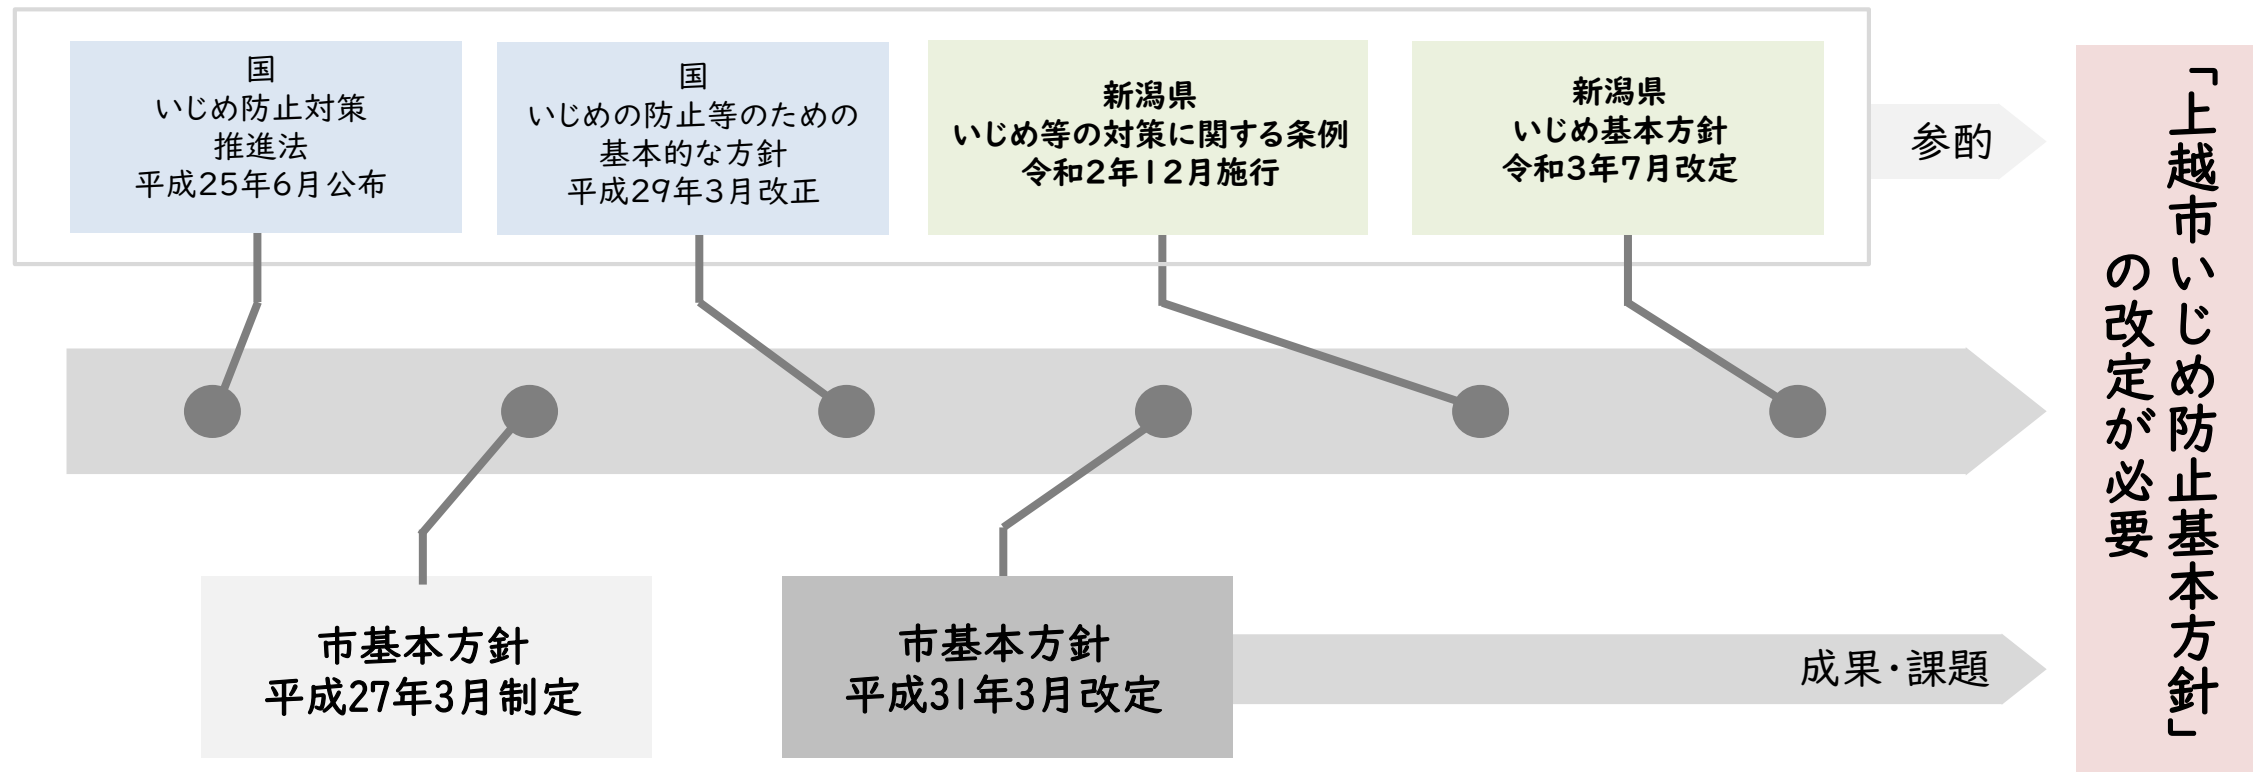 国
いじめ防止対策
推進法
平成25年6月公布
国
いじめの防止等のための
基本的な方針
平成29年3月改正
新潟県
いじめ等の対策に関する条例
令和2年12月施行
新潟県
いじめ基本方針
令和3年7月改定
参酌
市基本方針
平成27年3月制定
市基本方針
平成31年3月改定
成果・課題
「上越市いじめ防止基本方針」
の改定が必要